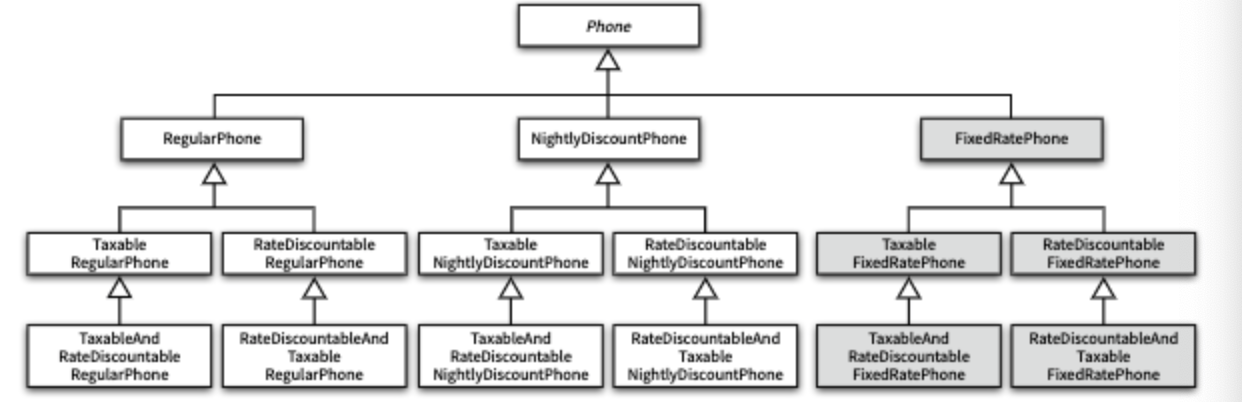 Phone
RegularPhone
NightlyDiscountPhone
FixedRatePhone
Taxable
RegularPhone
RateDiscountable
RegularPhone
Taxable
NightlyDiscountPhone
RateDiscountable
NightlyDiscountPhone
Taxable
FixedRatePhone
RateDiscountable
FixedRatePhone
TaxableAnd
RateDiscountable
RegularPhone
RateDiscountableAnd
Taxable
RegularPhone
TaxableAnd
RateDiscountable
NightlyDiscountPhone
RateDiscountableAnd
Taxable
NightlyDiscountPhone
TaxableAnd
RateDiscountable
FixedRatePhone
RateDiscountableAnd
Taxable
FixedRatePhone